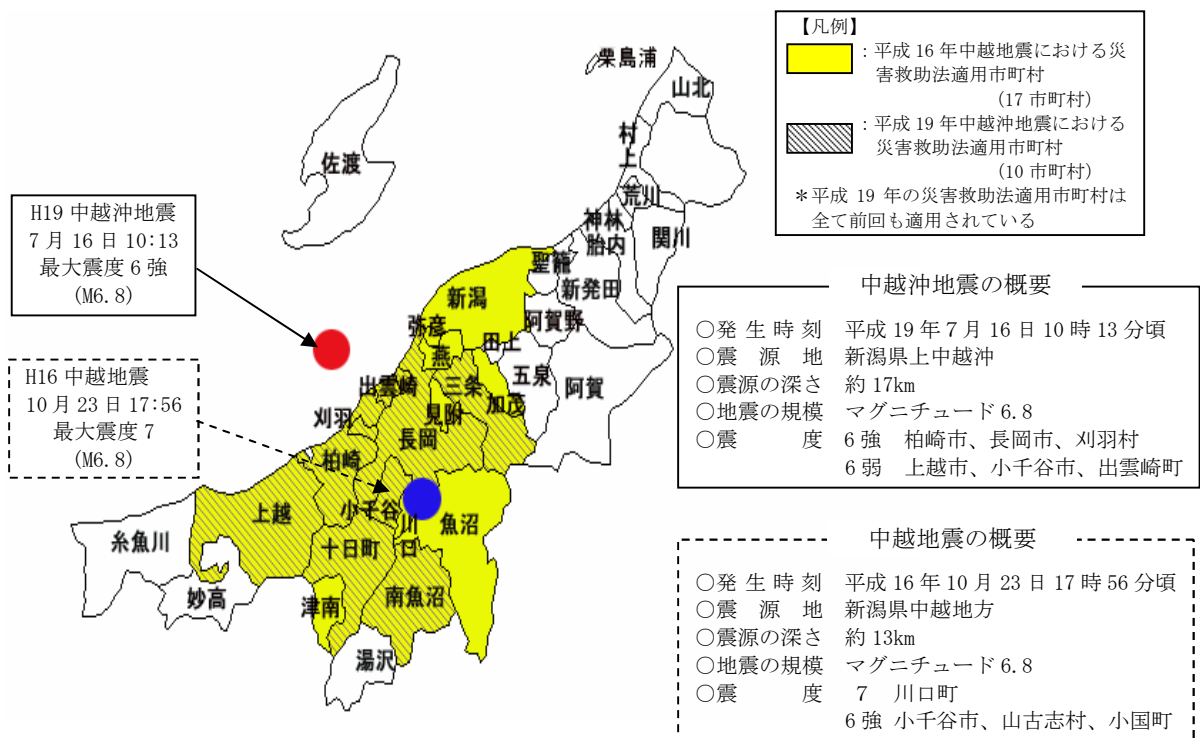 【凡例】
：平成 16 年中越地震における災
害救助法適用市町村
(17 市町村)
：平成 19 年中越沖地震における
災害救助法適用市町村
(10 市町村)
＊平成 19 年の災害救助法適用市町村は
全て前回も適用されている
粟島浦
山北
村上
佐渡
荒川
神林
胎内
関川
聖籠
新発田
新潟
阿賀野
弥彦
田上
燕
五泉
阿賀
出雲崎
三条
加茂
見附
刈羽
長岡
柏崎
小千谷
川口
魚沼
上越
糸魚川
十日町
妙高
津南
南魚沼
湯沢
H19 中越沖地震
7 月 16 日 10:13
最大震度 6 強
(M6.8)
H16 中越地震
10 月 23 日 17:56
最大震度 7
(M6.8)
中越沖地震の概要
○発生時刻 平成 19 年 7 月 16 日 10 時 13 分頃
○震源地 新潟県上中越沖
○震源の深さ 約 17km
○地震の規模 マグニチュード 6.8
○震度 6 強 柏崎市、長岡市、刈羽村
6 弱 上越市、小千谷市、出雲崎町
中越地震の概要
○発生時刻 平成 16 年 10 月 23 日 17 時 56 分頃
○震源地 新潟県中越地方
○震源の深さ 約 13km
○地震の規模 マグニチュード 6.8
○震度 7 川口町
6 強 小千谷市、山古志村、小国町